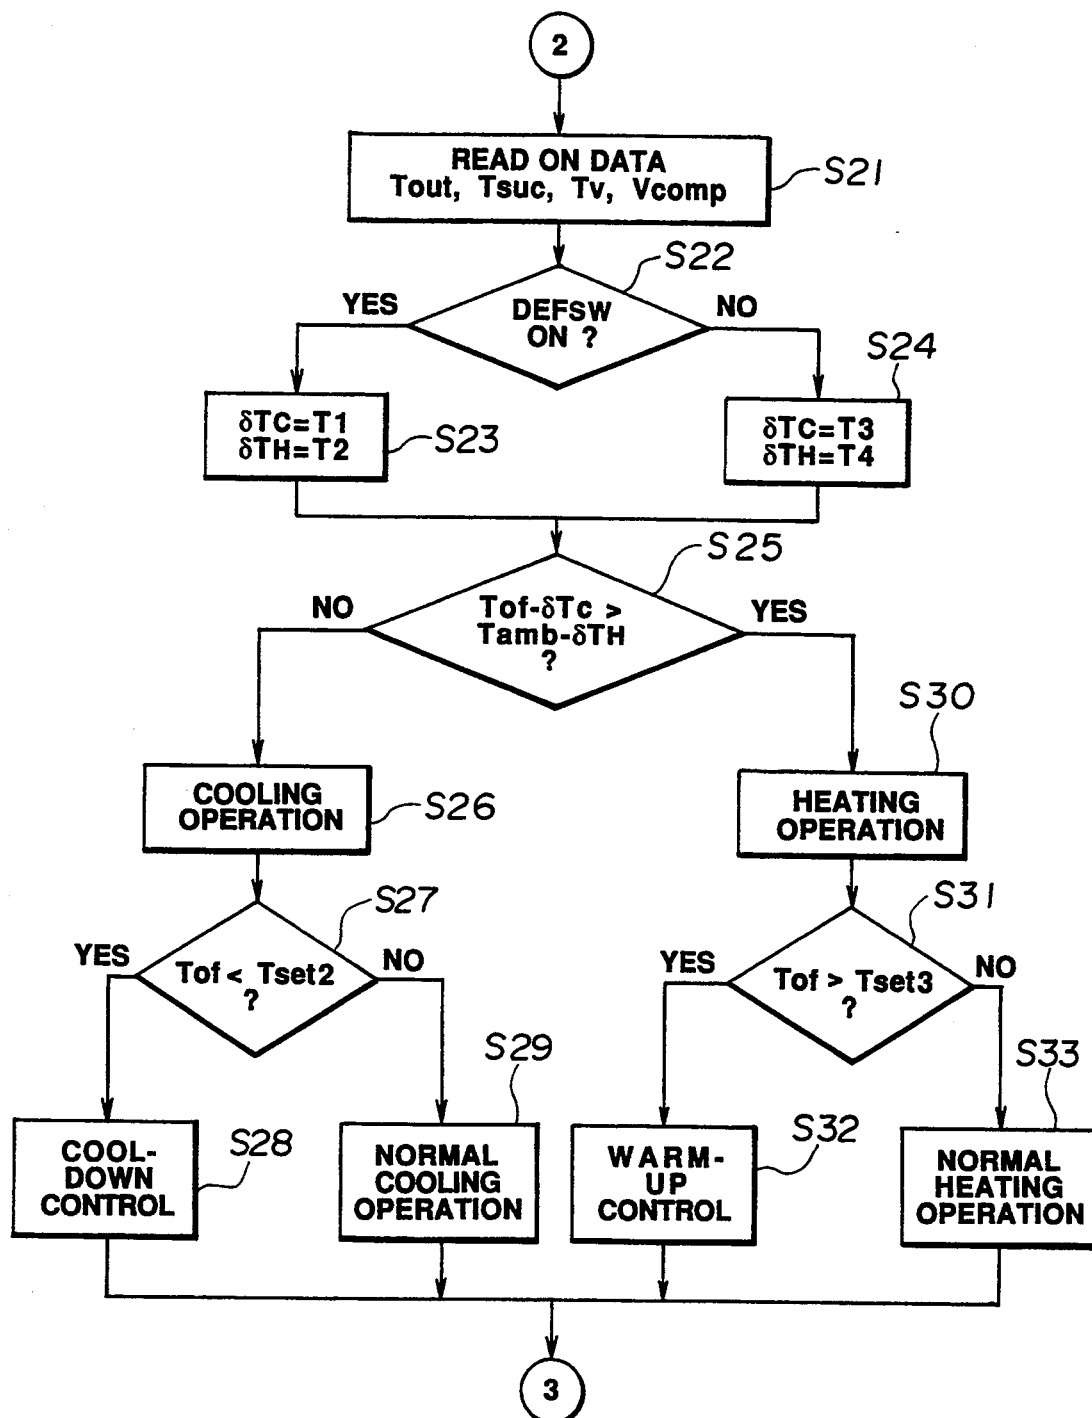 2
READ ON DATA
Tout, Tsuc, Tv, Vcomp
S21
S22
YES
DEFSW
ON ?
NO
S24
δTC=T1
δTH=T2
S23
δTC=T3
δTH=T4
S25
NO
Tof-δTc >
Tamb-δTH
?
YES
S30
COOLING
OPERATION
S26
HEATING
OPERATION
S27
S31
YES
Tof < Tset2
?
NO
YES
Tof > Tset3
?
NO
S29
S33
COOL-
DOWN
CONTROL
S28
NORMAL
COOLING
OPERATION
WARM-
UP
CONTROL
S32
NORMAL
HEATING
OPERATION
3